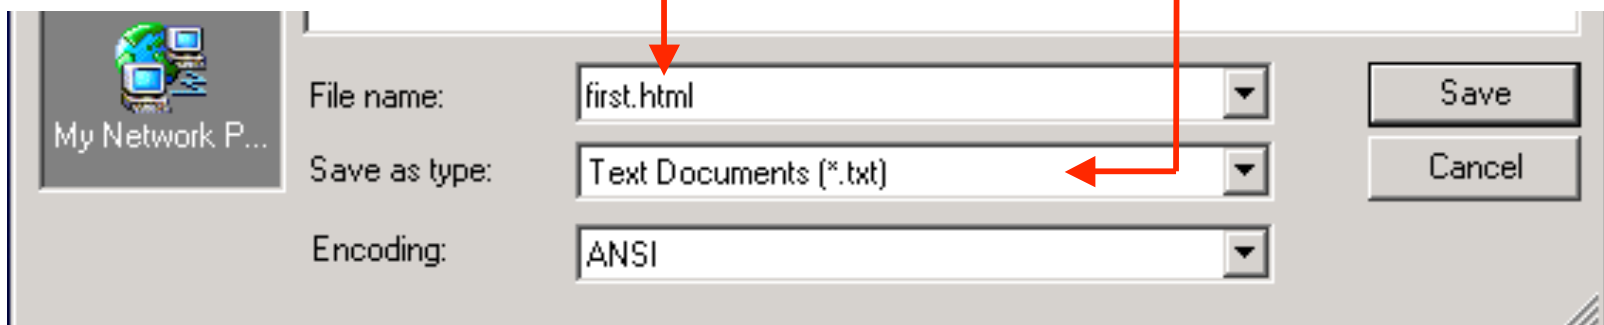 File name:
first.html
Save
My Network P...
Save as type:
Text Documents (*.txt)
Cancel
Encoding:
ANSI